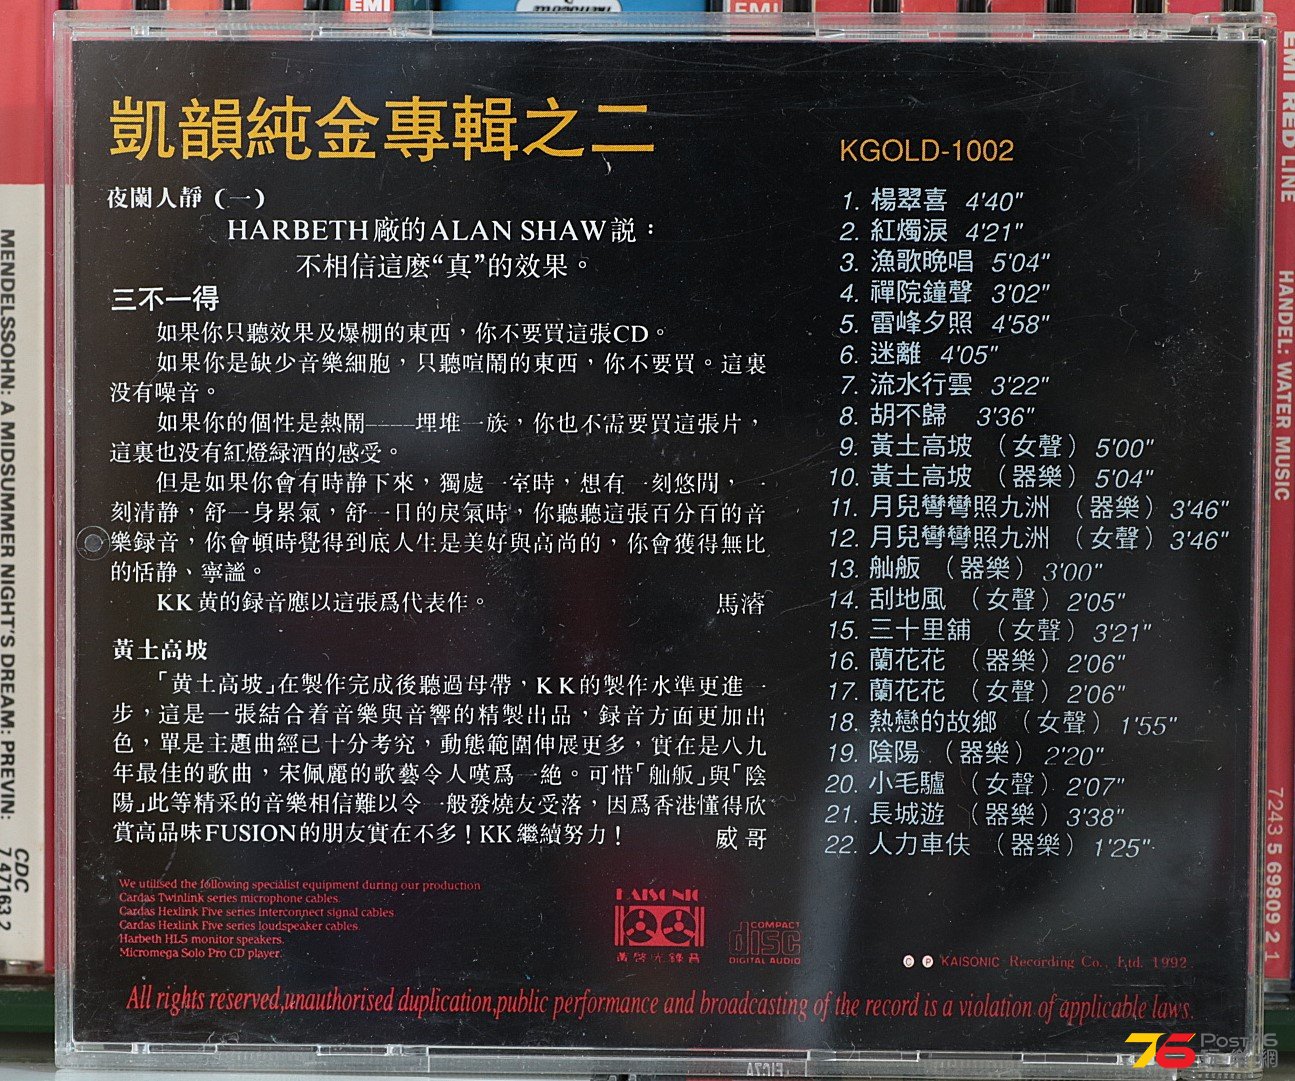 EMI
EMI
凱韻純金專輯之二
夜闌人靜（一）
HARBETH廠的ALAN SHAW説：
不相信這麼“真”的效果。
三不一得
如果你只聽效果及爆棚的東西，你不要買這張CD。
如果你是缺少音樂細胞，只聽喧鬧的東西，你不要買。這裏
没有噪音。
如果你的個性是熱鬧——埋堆一族，你也不需要買這張片，
這裏也没有紅燈緑酒的感受。
但是如果你會有時静下來，獨處一室時，想有一刻悠閒，一
刻清静，舒一身累氣，舒一日的戾氣時，你聽聽這張百分百的音
樂録音，你會頓時覺得到底人生是美好與高尚的，你會獲得無比
的恬静、寧謐。
KK黄的録音應以這張爲代表作。 馬濬
黃土高坡
「黄土高坡」在製作完成後聽過母帶，KK的製作水準更進一
步，這是一張結合着音樂與音響的精製出品，録音方面更加出
色，單是主題曲經已十分考究，動態範圍伸展更多，實在是八九
年最佳的歌曲，宋佩麗的歌藝令人嘆爲一絶。可惜「舢舨」與「陰
陽」此等精采的音樂相信難以令一般發燒友受落，因爲香港懂得欣
賞高品味FUSION的朋友實在不多！KK繼續努力！ 威哥
We utilised the following specialist equipment during our production
Cardas Twinlink series microphone cables.
Cardas Hexlink Five series interconnect signal cables.
Cardas Hexlink Five series loudspeaker cables.
Harbeth HL5 monitor speakers.
Micromega Solo Pro CD player.
KAISONIC
黃啓光錄音
COMPACT
disc
DIGITAL AUDIO
KGOLD-1002
1. 楊翠喜 4'40"
2. 紅燭淚 4'21"
3. 漁歌晚唱 5'04"
4. 禪院鐘聲 3'02"
5. 雷峰夕照 4'58"
6. 迷離 4'05"
7. 流水行雲 3'22"
8. 胡不歸 3'36"
9. 黃土高坡 （女聲）5'00"
10. 黃土高坡 （器樂）5'04"
11. 月兒彎彎照九洲 （器樂）3'46"
12. 月兒彎彎照九洲 （女聲）3'46"
13. 舢舨 （器樂）3'00"
14. 刮地風 （女聲）2'05"
15. 三十里舖 （女聲）3'21"
16. 蘭花花 （器樂）2'06"
17. 蘭花花 （女聲）2'06"
18. 熱戀的故鄉 （女聲）1'55"
19. 陰陽 （器樂）2'20"
20. 小毛驢 （女聲）2'07"
21. 長城遊 （器樂）3'38"
22. 人力車伕 （器樂）1'25"
© ℗ KAISONIC Recording Co., Ltd. 1992
All rights reserved,unauthorised duplication,public performance and broadcasting of the record is a violation of applicable laws.
MENDELSSOHN: A MIDSUMMER NIGHT'S DREAM: PREVIN:
CDC
7 47163 2
EMI RED LINE
HANDEL: WATER MUSIC
7243 5 69809 2 1
76 Post76